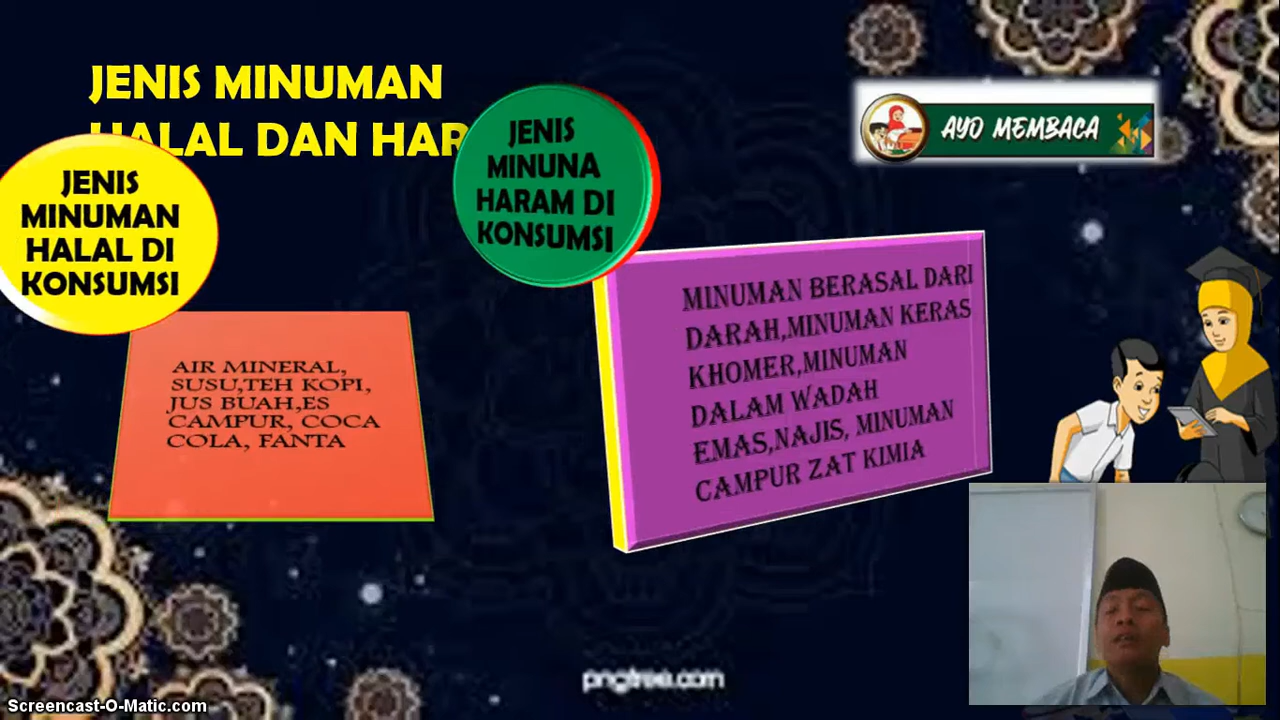 JENIS MINUMAN
HALAL DAN HAR
AYO MEMBACA
JENIS
MINUMAN
HALAL DI
KONSUMSI
JENIS
MINUNA
HARAM DI
KONSUMSI
AIR MINERAL,
SUSU,TEH KOPI,
JUS BUAH,ES
CAMPUR, COCA
COLA, FANTA
MINUMAN BERASAL DARI
DARAH,MINUMAN KERAS
KHOMER,MINUMAN
DALAM WADAH
EMAS,NAJIS, MINUMAN
CAMPUR ZAT KIMIA
pngtree.com
Screencast-O-Matic.com